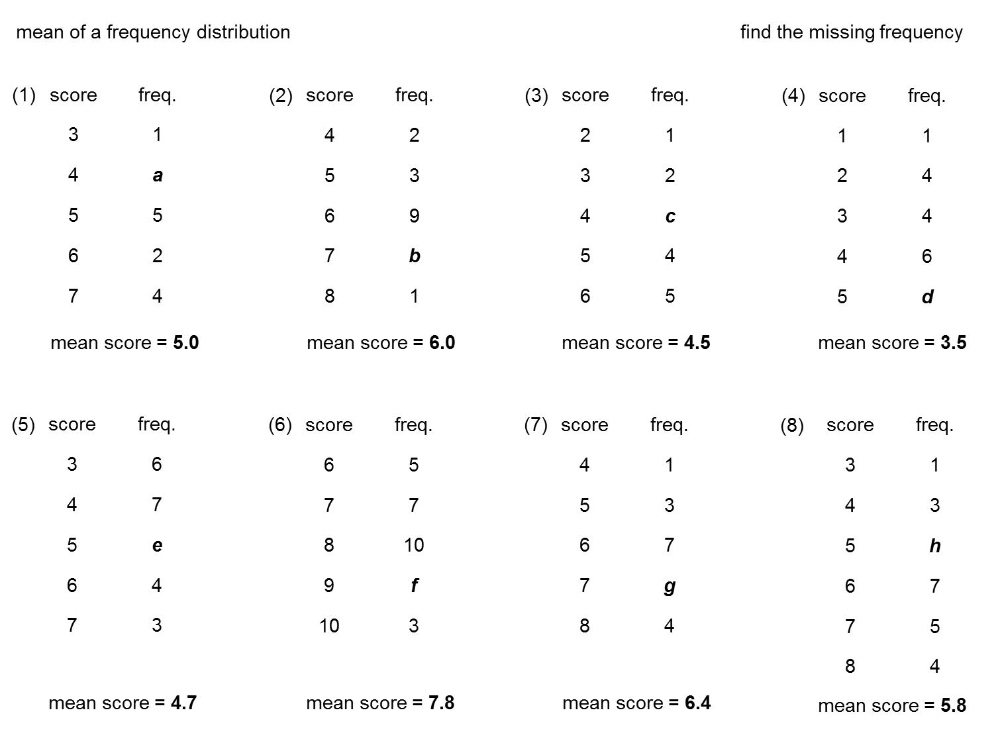 mean of a frequency distribution find the missing frequency
(1) score freq. (2) score freq. (3) score freq. (4) score freq.
3 1 4 2 2 1 1 1
4 a 5 3 3 2 2 4
5 5 6 9 4 c 3 4
6 2 7 b 5 4 4 6
7 4 8 1 6 5 5 d
mean score = 5.0 mean score = 6.0 mean score = 4.5 mean score = 3.5
(5) score freq. (6) score freq. (7) score freq. (8) score freq.
3 6 6 5 4 1 3 1
4 7 7 7 5 3 4 3
5 e 8 10 6 7 5 h
6 4 9 f 7 g 6 7
7 3 10 3 8 4 7 5
8 4
mean score = 4.7 mean score = 7.8 mean score = 6.4 mean score = 5.8